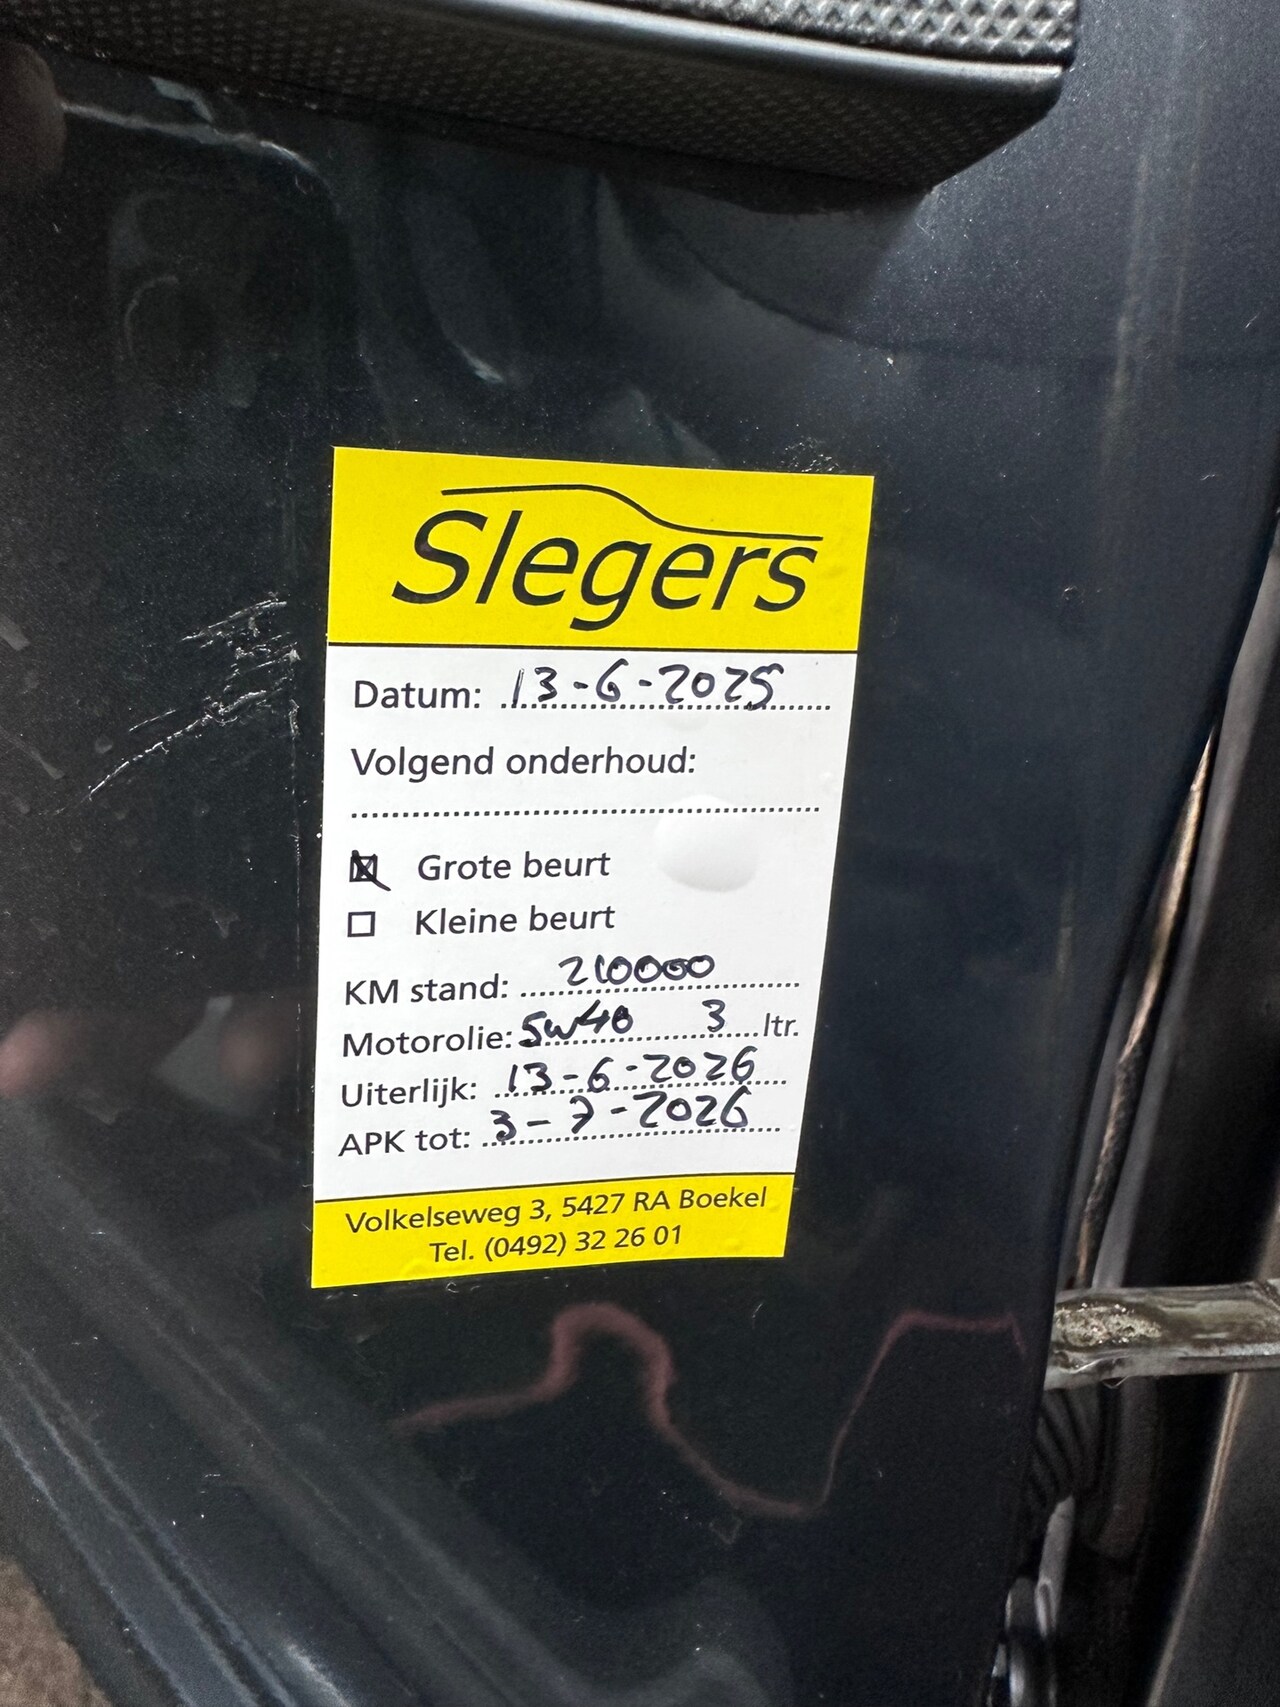 Slegers
Datum: 13-6-2025
Volgend onderhoud:
Grote beurt
Kleine beurt
KM stand: 210000
Motorolie: 5w40 3 ltr.
Uiterlijk: 13-6-2026
APK tot: 3-7-2026
Volkelseweg 3, 5427 RA Boekel
Tel. (0492) 32 26 01